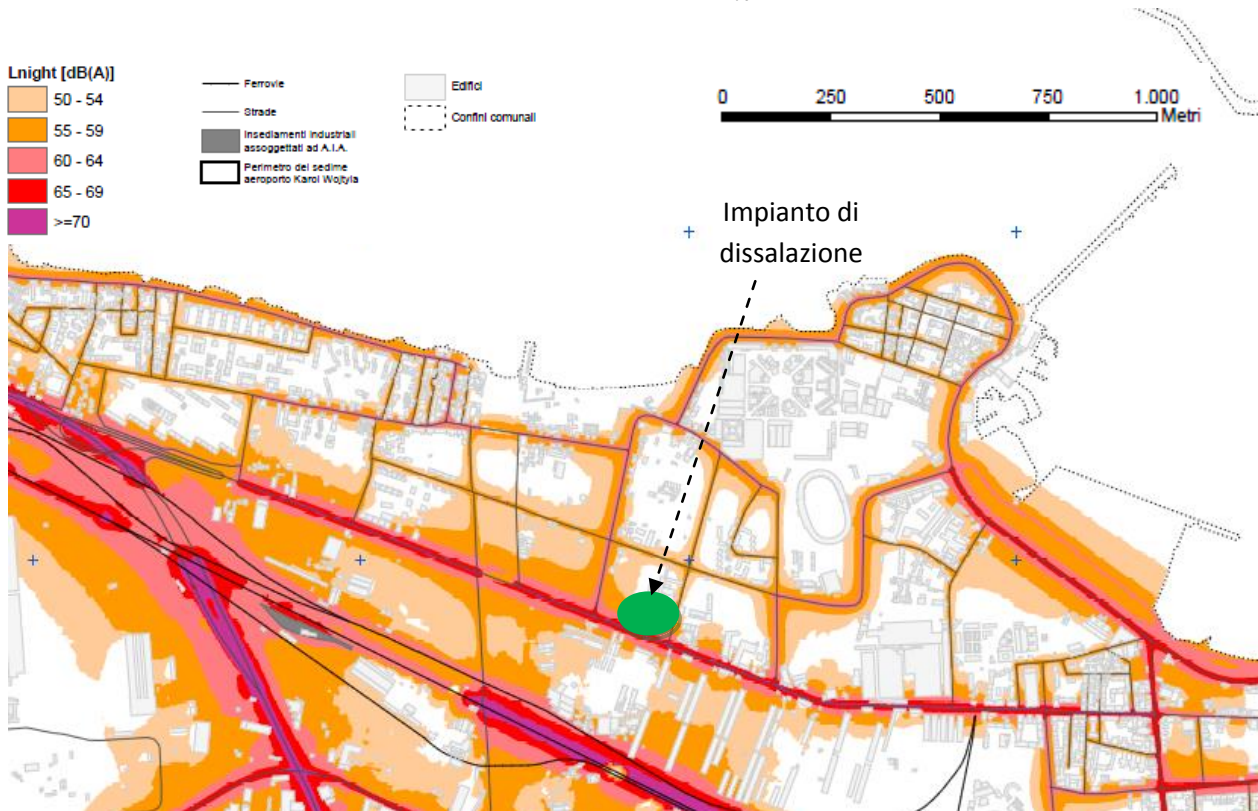 Lnight [dB(A)]
50 - 54
55 - 59
60 - 64
65 - 69
>=70
Ferrovie
Strade
Insediamenti industriali
assoggettati ad A.I.A.
Perimetro del sedime
aeroporto Karol Wojtyla
Edifici
Confini comunali
0 250 500 750 1.000
Metri
Impianto di
dissalazione